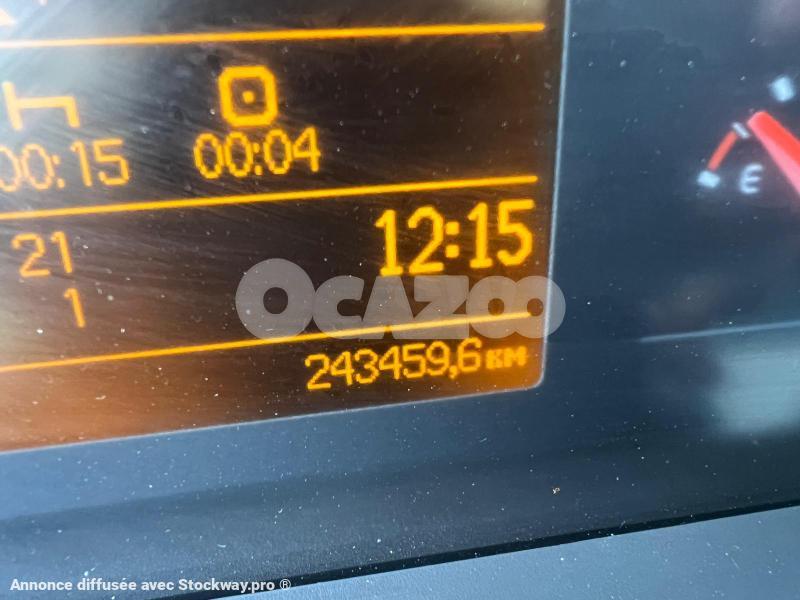 00:15 00:04
21 12:15
1
OCAZOO
243459,6 KM
E
Annonce diffusée avec Stockway.pro ®